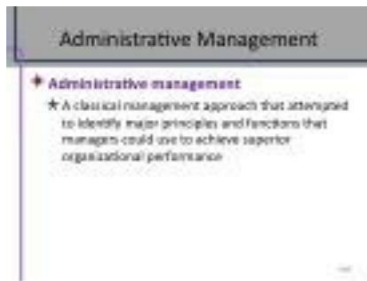 Administrative Management
Administrative management
A classical management approach that attempted
to identify major principles and functions that
managers could use to achieve superior
organizational performance